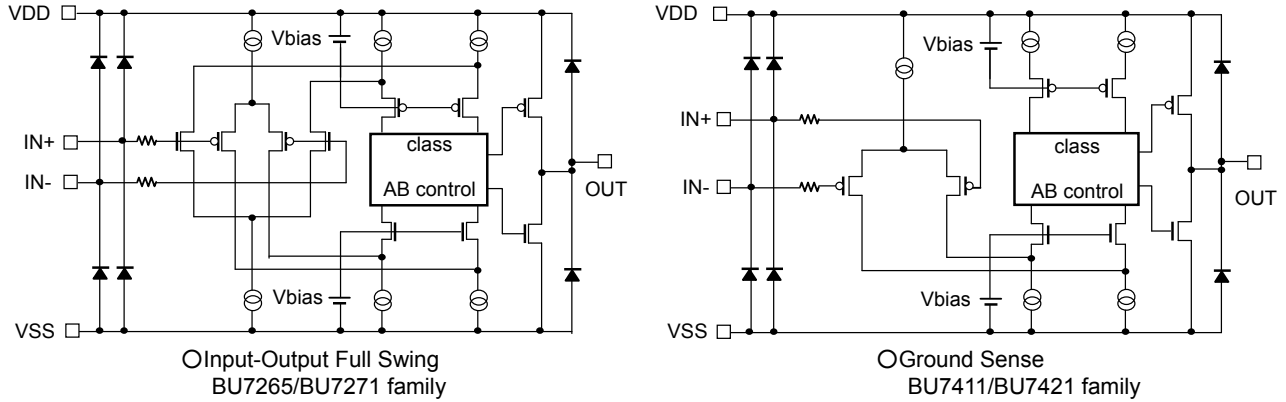 VDD
Vbias
IN+
IN-
class
AB control
OUT
Vbias
VSS
○Input-Output Full Swing
BU7265/BU7271 family
VDD
Vbias
IN+
IN-
class
AB control
OUT
Vbias
VSS
○Ground Sense
BU7411/BU7421 family